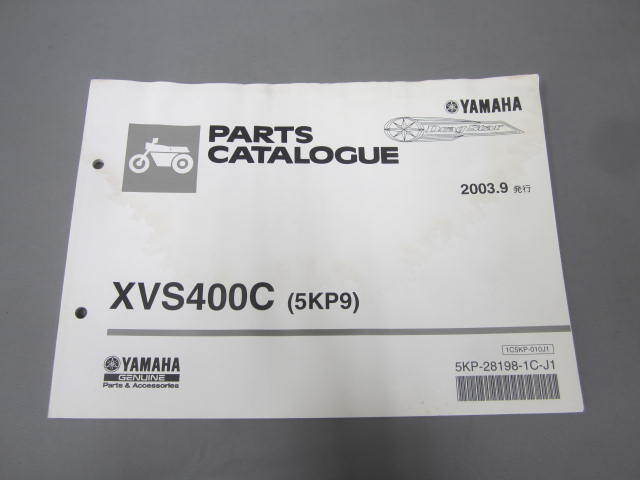 YAMAHA
DragStar
PARTS
CATALOGUE
2003.9 発行
XVS400C (5KP9)
1C5KP-010J1
5KP-28198-1C-J1
YAMAHA
GENUINE
Parts & Accessories